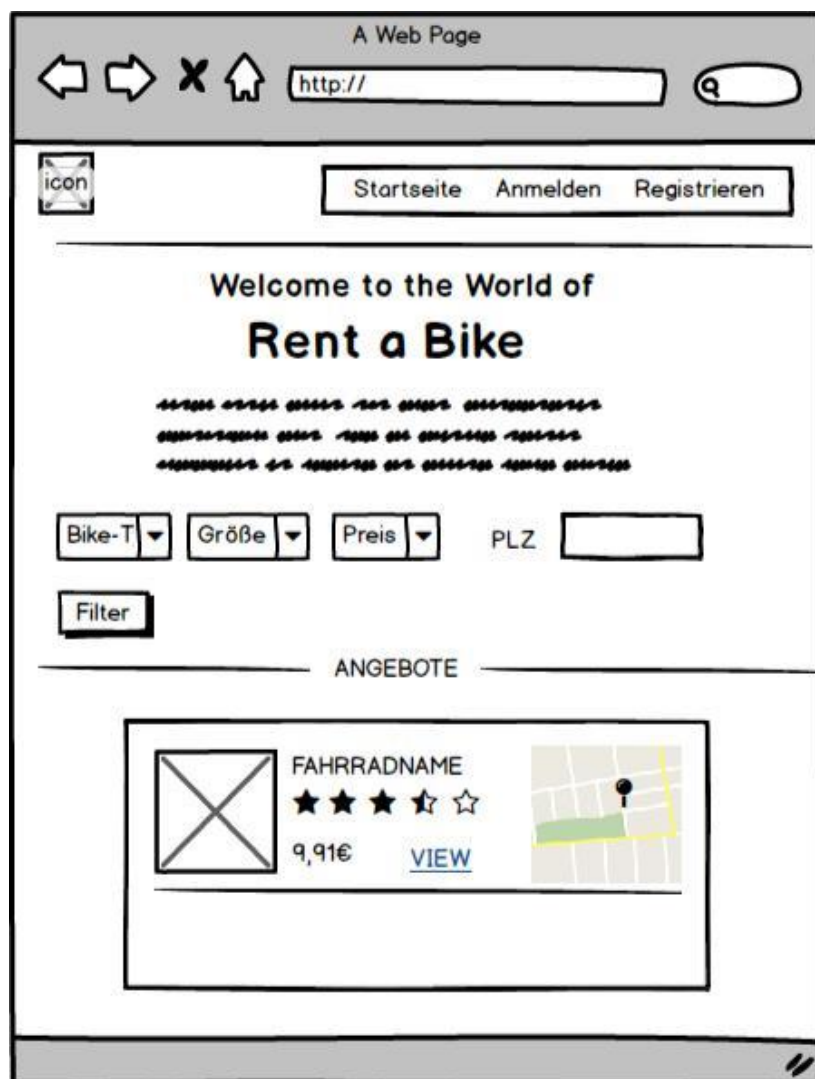 A Web Page
http://
icon
Startseite Anmelden Registrieren
Welcome to the World of
Rent a Bike
Bike-T Größe Preis PLZ
Filter
ANGEBOTE
FAHRRADNAME
9,91€ VIEW